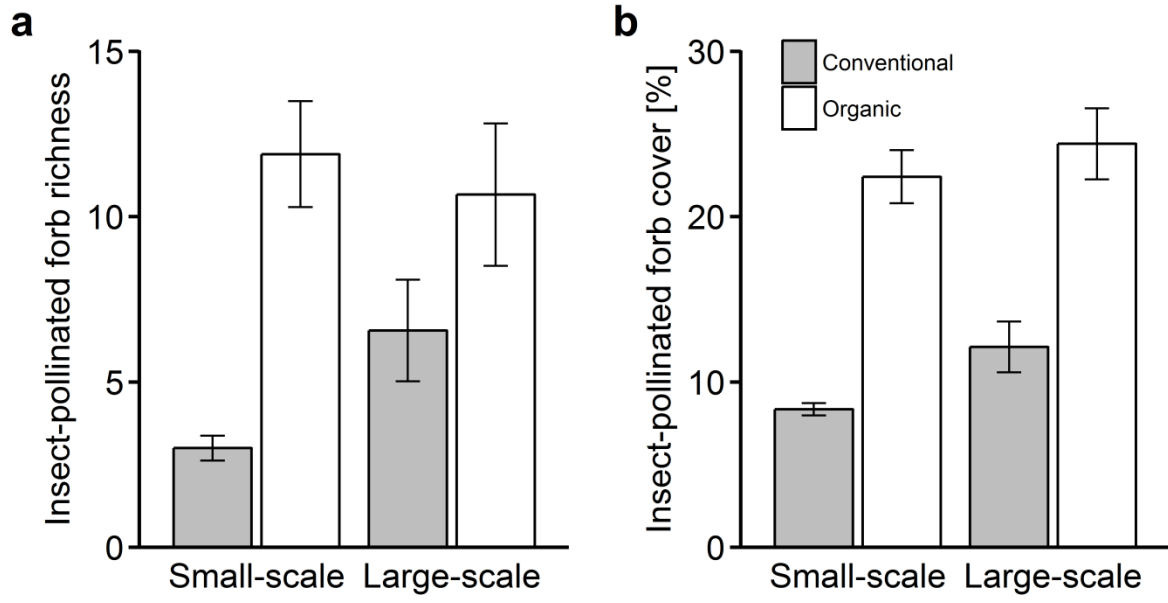 a
Insect-pollinated forb richness
15
10
5
0
Small-scale Large-scale
b
Insect-pollinated forb cover [%]
30
20
10
0
Conventional
Organic
Small-scale Large-scale